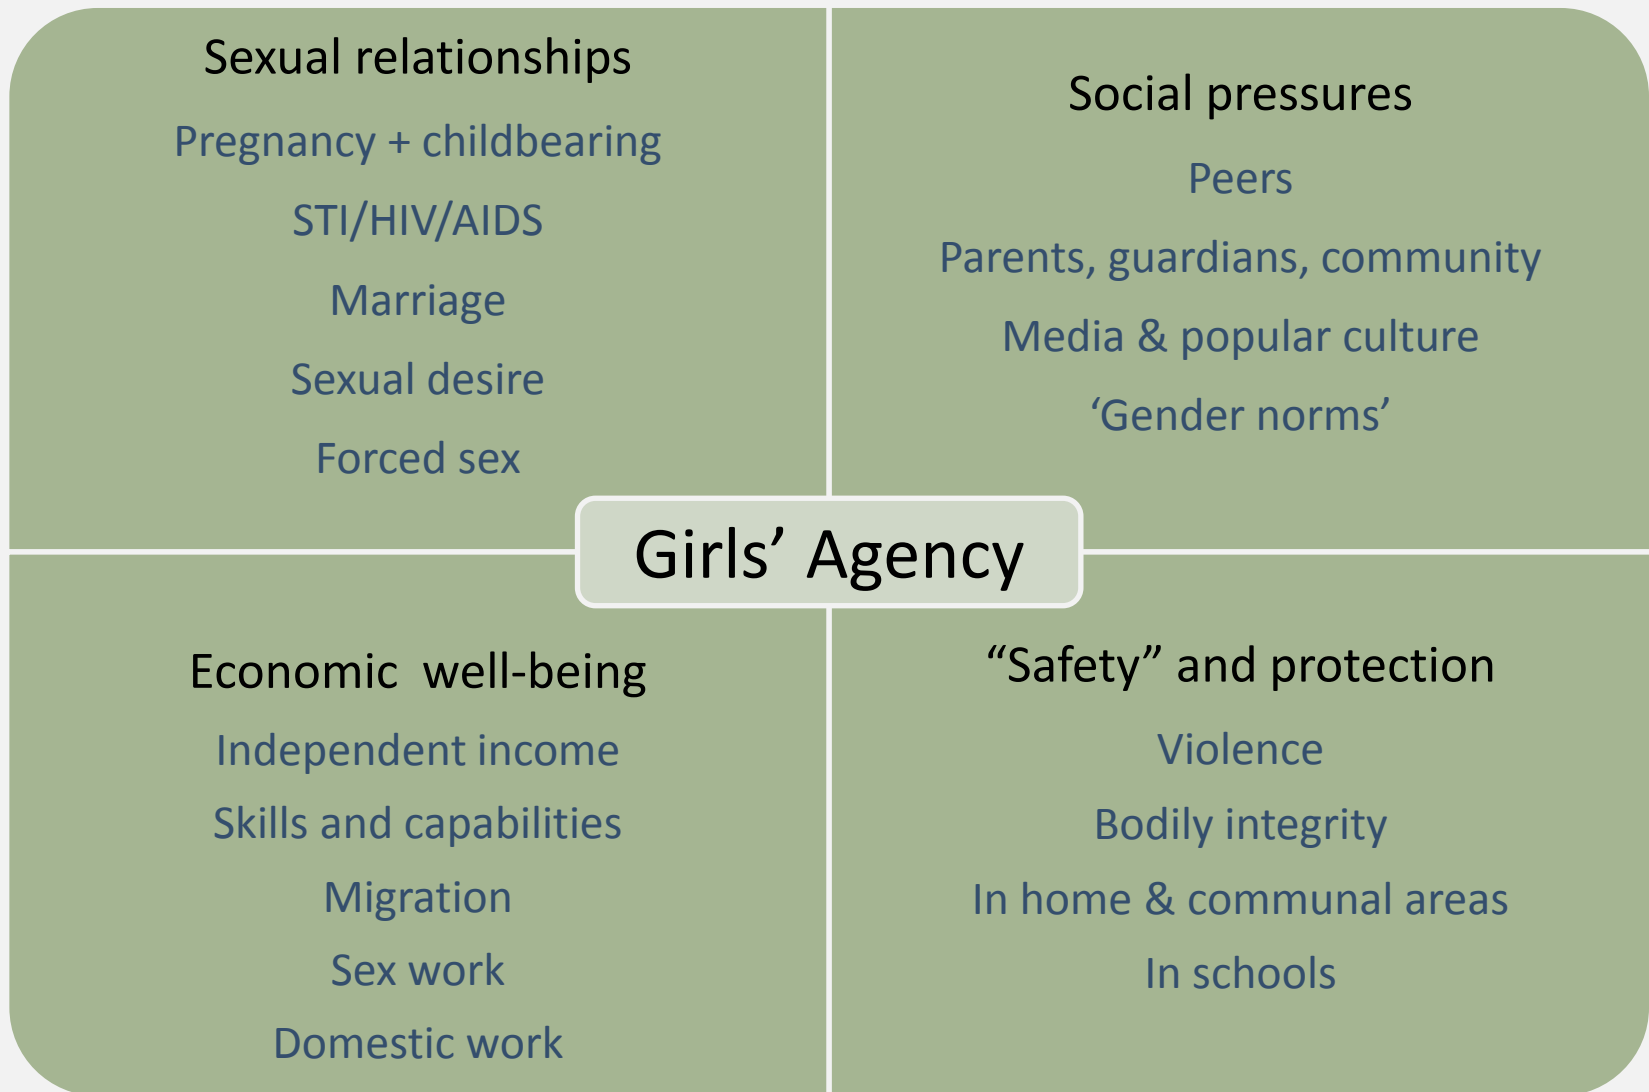 Sexual relationships
Pregnancy + childbearing
STI/HIV/AIDS
Marriage
Sexual desire
Forced sex
Social pressures
Peers
Parents, guardians, community
Media & popular culture
‘Gender norms’
Girls’ Agency
Economic  well-being
Independent income
Skills and capabilities
Migration
Sex work
Domestic work
“Safety” and protection
Violence
Bodily integrity
In home & communal areas
In schools